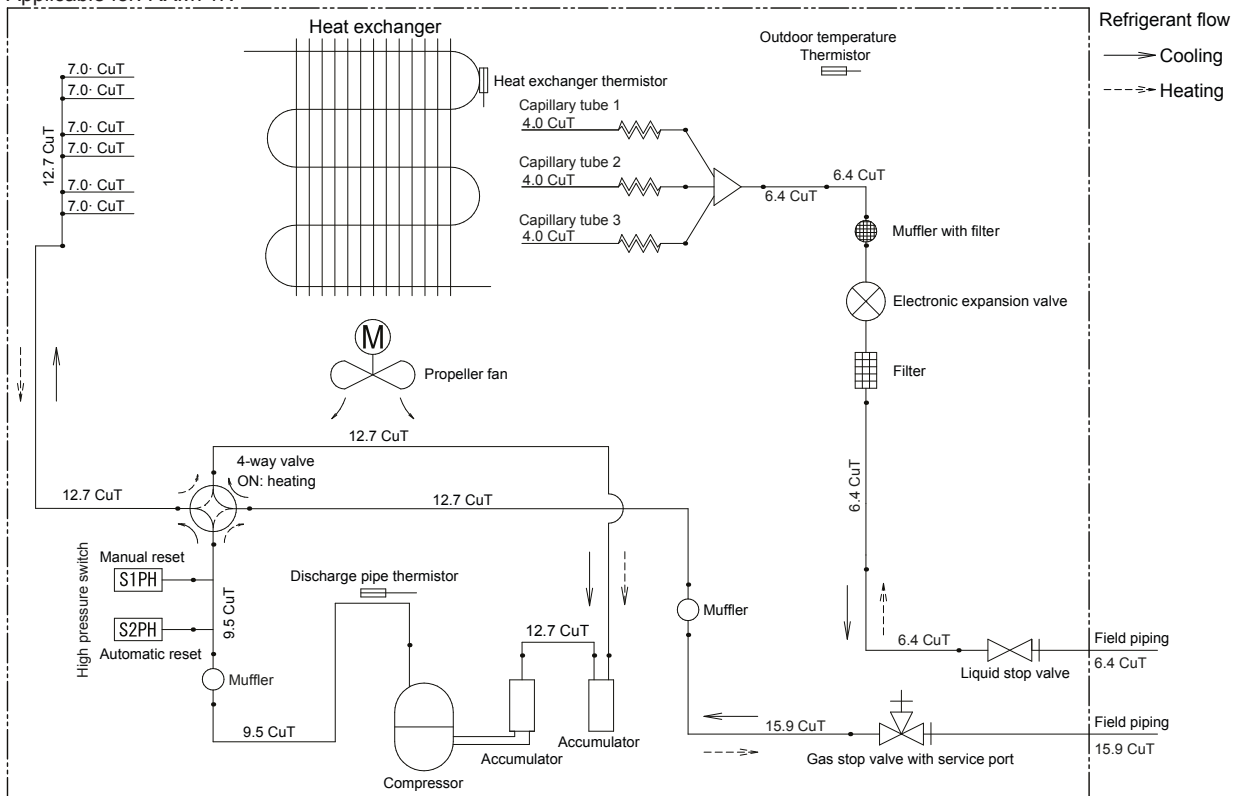 Heat exchanger
Outdoor temperature
Thermistor
Refrigerant flow
Cooling
Heating
7.0· CuT
7.0· CuT
7.0· CuT
7.0· CuT
7.0· CuT
7.0· CuT
12.7 CuT
Heat exchanger thermistor
Capillary tube 1
4.0 CuT
Capillary tube 2
4.0 CuT
Capillary tube 3
4.0 CuT
6.4 CuT
6.4 CuT
Muffler with filter
Electronic expansion valve
Filter
M
Propeller fan
12.7 CuT
4-way valve
ON: heating
12.7 CuT
12.7 CuT
6.4 CuT
High pressure switch
Manual reset
S1PH
S2PH
Automatic reset
9.5 CuT
Discharge pipe thermistor
Muffler
9.5 CuT
12.7 CuT
Compressor
Accumulator
Accumulator
Muffler
6.4 CuT
Liquid stop valve
Field piping
6.4 CuT
15.9 CuT
Gas stop valve with service port
Field piping
15.9 CuT